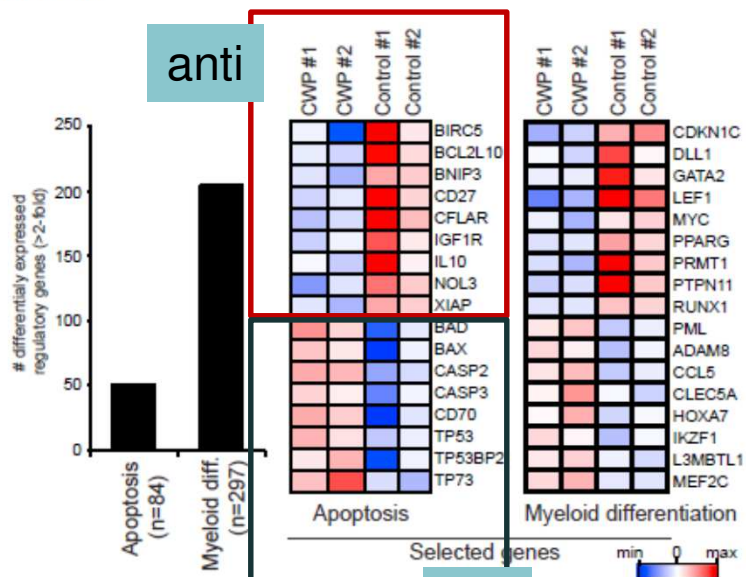 anti
CWP #1
CWP #2
Control #1
Control #2
CWP #1
CWP #2
Control #1
Control #2
# differentialy expressed
regulatory genes (>2-fold)
250
200
150
100
50
0
Apoptosis
(n=84)
Myeloid diff.
(n=297)
BIRC5
BCL2L10
BNIP3
CD27
CFLAR
IGF1R
IL10
NOL3
XIAP
BAD
BAX
CASP2
CASP3
CD70
TP53
TP53BP2
TP73
Apoptosis
CDKN1C
DLL1
GATA2
LEF1
MYC
PPARG
PRMT1
PTPN11
RUNX1
PML
ADAM8
CCL5
CLEC5A
HOXA7
IKZF1
L3MBTL1
MEF2C
Myeloid differentiation
Selected genes
min 0 max